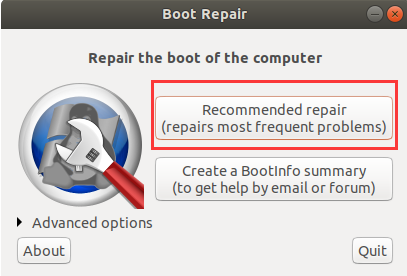 Boot Repair
Repair the boot of the computer
Recommended repair
(repairs most frequent problems)
Create a BootInfo summary
(to get help by email or forum)
Advanced options
About
Quit